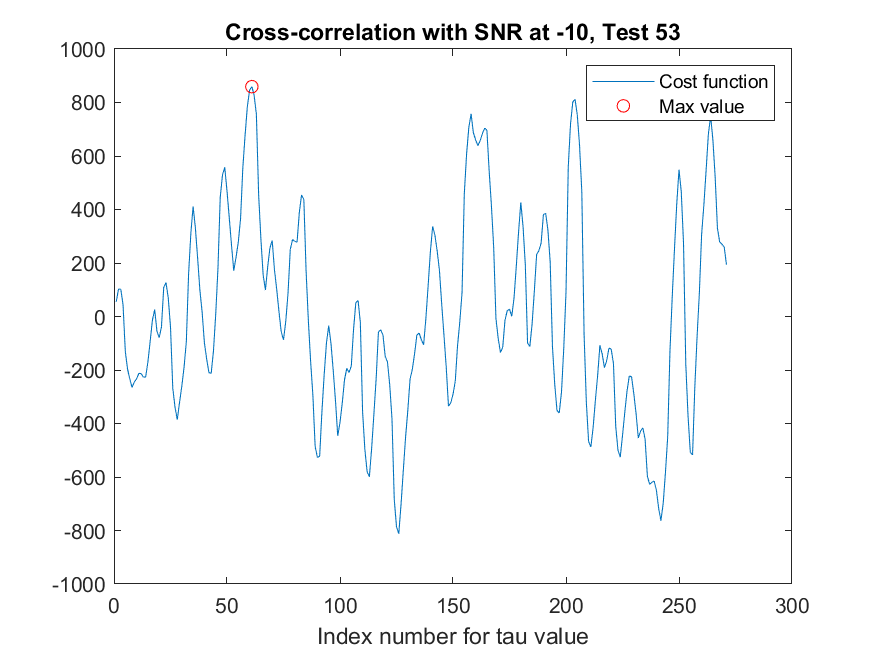 Cross-correlation with SNR at -10, Test 53
1000
800
600
400
200
0
-200
-400
-600
-800
-1000
Cost function
Max value
0 50 100 150 200 250 300
Index number for tau value